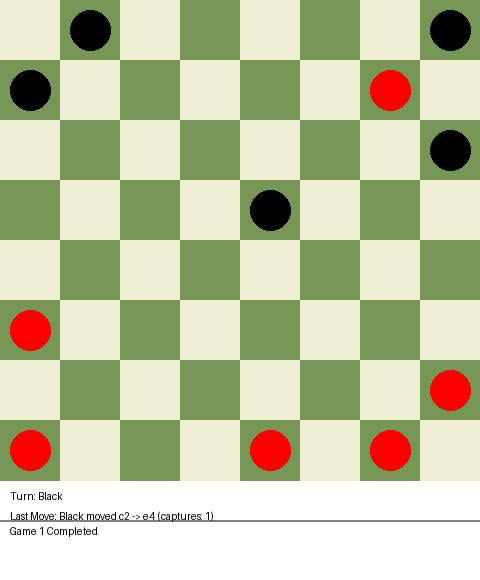 Turn: Black
Last Move: Black moved c2 -> e4 (captures: 1)
Game 1 Completed